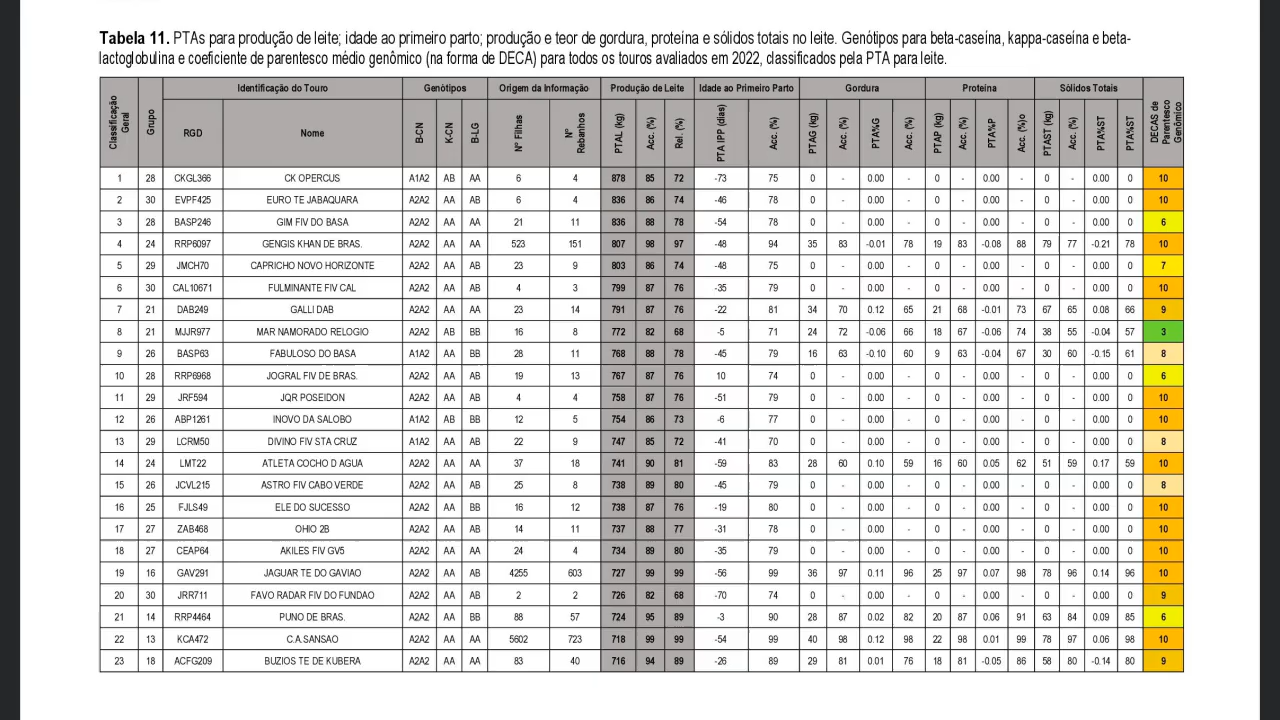 Tabela 11. PTAs para produção de leite; idade ao primeiro parto; produção e teor de gordura, proteína e sólidos totais no leite. Genótipos para beta-caseína, kappa-caseína e beta-
lactoglobulina e coeficiente de parentesco médio genômico (na forma de DECA) para todos os touros avaliados em 2022, classificados pela PTA para leite.
Classificação Geral Grupo Identificação do Touro Genótipos Origem da Informação Produção de Leite Idade ao Primeiro Parto Gordura Proteína Sólidos Totais DECAS de Parentesco Genômico
RGD Nome B-CN K-CN B-LG Nº Filhas Nº Rebanhos PTAL (kg) Acc. (%) Rel. (%) PTA IPP (dias) Acc. (%) PTAG (kg) Acc. (%) PTA%G Acc. (%) PTAP (kg) Acc. (%) PTA%P Acc. (%)o PTAST (kg) Acc. (%) PTA%ST PTA%ST
1 28 CKGL366 CK OPERCUS A1A2 AB AA 6 4 878 85 72 -73 75 0 - 0.00 - 0 - 0.00 0 0 - 0.00 0 10
2 30 EVPF425 EURO TE JABAQUARA A2A2 AA AB 6 4 836 86 74 -46 78 0 - 0.00 - 0 - 0.00 0 0 - 0.00 0 10
3 28 BASP246 GIM FIV DO BASA A2A2 AA AA 21 11 836 88 78 -54 78 0 - 0.00 - 0 - 0.00 0 0 - 0.00 0 6
4 24 RRP6097 GENGIS KHAN DE BRAS. A2A2 AA AA 523 151 807 98 97 -48 94 35 83 -0.01 78 19 83 -0.08 88 79 77 -0.21 78 10
5 29 JMCH70 CAPRICHO NOVO HORIZONTE A2A2 AA AB 23 9 803 86 74 -48 75 0 - 0.00 - 0 - 0.00 0 0 - 0.00 0 7
6 30 CAL10671 FULMINANTE FIV CAL A2A2 AA AB 4 3 799 87 76 -35 79 0 - 0.00 - 0 - 0.00 0 0 - 0.00 0 10
7 21 DAB249 GALLI DAB A2A2 AA AA 23 14 791 87 76 -22 81 34 70 0.12 65 21 68 -0.01 73 67 65 0.08 66 9
8 21 MJJR977 MAR NAMORADO RELOGIO A2A2 AB BB 16 8 772 82 68 -5 71 24 72 -0.06 66 18 67 -0.06 74 38 55 -0.04 57 3
9 26 BASP63 FABULOSO DO BASA A1A2 AA BB 28 11 768 88 78 -45 79 16 63 -0.10 60 9 63 -0.04 67 30 60 -0.15 61 8
10 28 RRP6968 JOGRAL FIV DE BRAS. A2A2 AA AB 19 13 767 87 76 10 74 0 - 0.00 - 0 - 0.00 0 0 - 0.00 0 6
11 29 JRF594 JQR POSEIDON A2A2 AA AB 4 4 758 87 76 -51 79 0 - 0.00 - 0 - 0.00 0 0 - 0.00 0 10
12 26 ABP1261 INOVO DA SALOBO A1A2 AB BB 12 5 754 86 73 -6 77 0 - 0.00 - 0 - 0.00 0 0 - 0.00 0 10
13 29 LCRM50 DIVINO FIV STA CRUZ A1A2 AA AB 22 9 747 85 72 -41 70 0 - 0.00 - 0 - 0.00 0 0 - 0.00 0 8
14 24 LMT22 ATLETA COCHO D AGUA A2A2 AA AA 37 18 741 90 81 -59 83 28 60 0.10 59 16 60 0.05 62 51 59 0.17 59 10
15 26 JCVL215 ASTRO FIV CABO VERDE A2A2 AA AB 25 8 738 89 80 -45 79 0 - 0.00 - 0 - 0.00 0 0 - 0.00 0 8
16 25 FJLS49 ELE DO SUCESSO A2A2 AA BB 16 12 738 87 76 -19 80 0 - 0.00 - 0 - 0.00 0 0 - 0.00 0 10
17 27 ZAB468 OHIO 2B A2A2 AA AB 14 11 737 88 77 -31 78 0 - 0.00 - 0 - 0.00 0 0 - 0.00 0 10
18 27 CEAP64 AKILES FIV GV5 A2A2 AA AA 24 4 734 89 80 -35 79 0 - 0.00 - 0 - 0.00 0 0 - 0.00 0 10
19 16 GAV291 JAGUAR TE DO GAVIAO A2A2 AA AB 4255 603 727 99 99 -56 99 36 97 0.11 96 25 97 0.07 98 78 96 0.14 96 10
20 30 JRR711 FAVO RADAR FIV DO FUNDAO A2A2 AA AB 2 2 726 82 68 -70 74 0 - 0.00 - 0 - 0.00 0 0 - 0.00 0 9
21 14 RRP4464 PUNO DE BRAS. A2A2 AA BB 88 57 724 95 89 -3 90 28 87 0.02 82 20 87 0.06 91 63 84 0.09 85 6
22 13 KCA472 C.A.SANSAO A2A2 AA AA 5602 723 718 99 99 -54 99 40 98 0.12 98 22 98 0.01 99 78 97 0.06 98 10
23 18 ACFG209 BUZIOS TE DE KUBERA A2A2 AA AA 83 40 716 94 89 -26 89 29 81 0.01 76 18 81 -0.05 86 58 80 -0.14 80 9